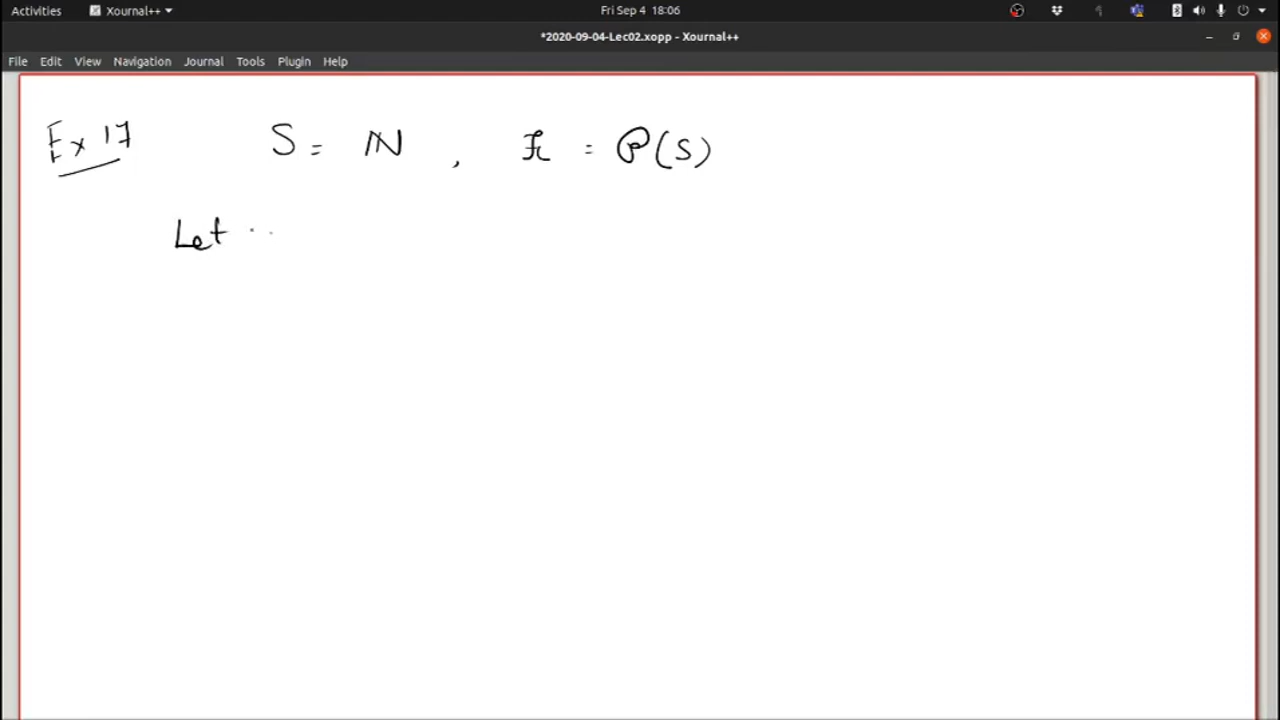 Activities Xournal++ Fri Sep 4 18:06
*2020-09-04-Lec02.xopp - Xournal++
File Edit View Navigation Journal Tools Plugin Help
Ex 17 S = ℕ , ℱ = 𝒫(S)
Let ..